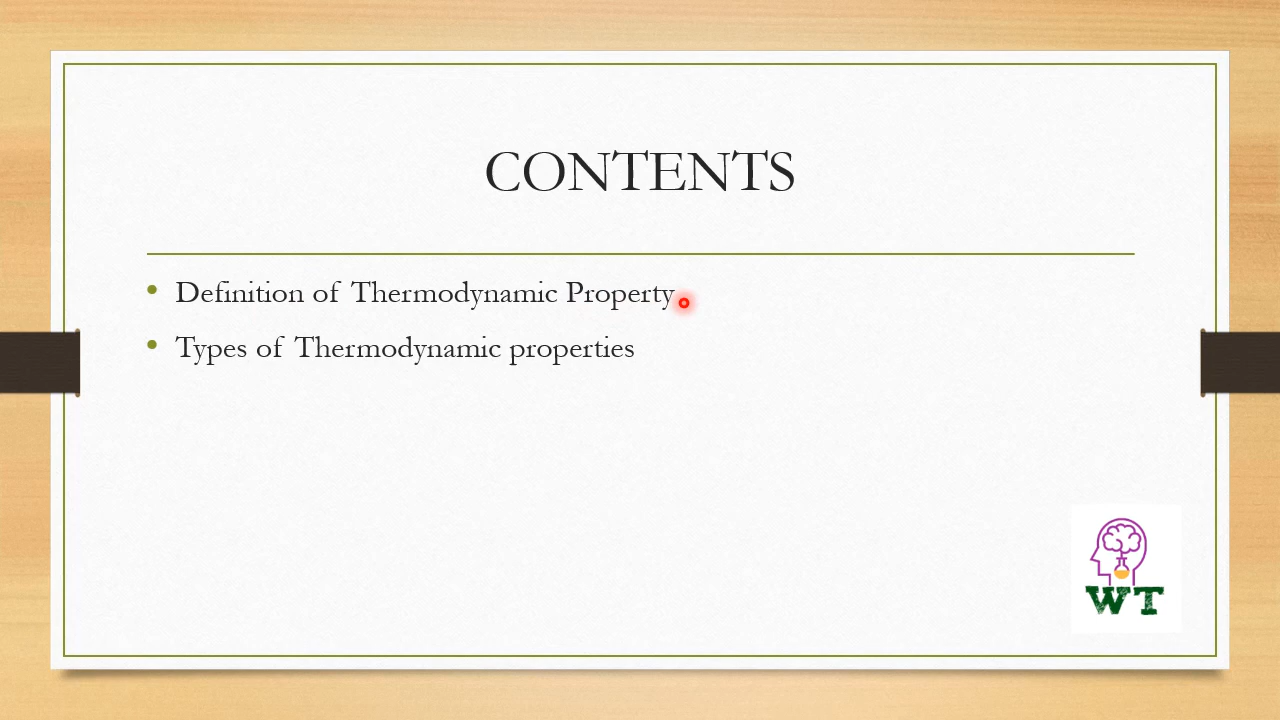 CONTENTS
• Definition of Thermodynamic Property
• Types of Thermodynamic properties
WT